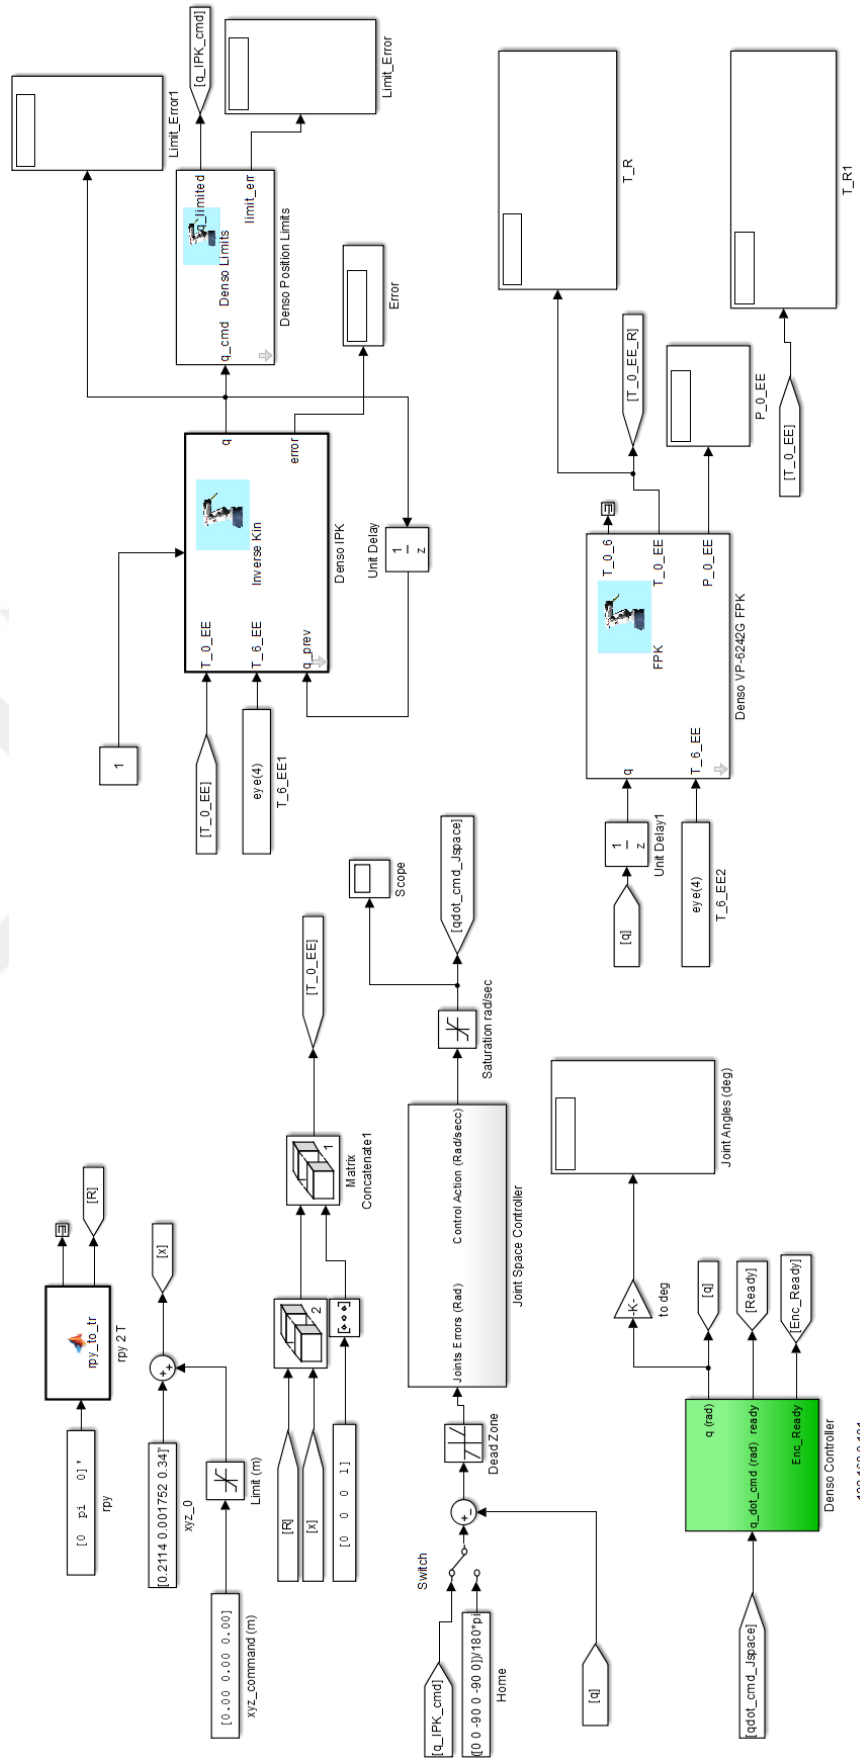 [0 pi 0]'
rpy
rpy_to_tr
rpy 2 T
[R]
[0.2114 0.001752 0.34]'
xyz_0
[x]
[0.00 0.00 0.00]
xyz_command (m)
Limit (m)
[R]
[x]
[0 0 0 1]
2
1
Matrix
Concatenate1
[T_0_EE]
1
[T_0_EE]
eye(4)
T_6_EE1
T_0_EE
T_6_EE
q_prev
Inverse Kin
q
error
Denso IPK
1
z
Unit Delay
Limit_Error1
q_cmd
Denso Limits
q_limited
limit_err
Denso Position Limits
[q_IPK_cmd]
Limit_Error
Error
[q_IPK_cmd]
Switch
[0 0 -90 0 -90 0]/180*pi
Home
[q]
Dead Zone
Joints Errors (Rad)
Control Action (Rad/secc)
Joint Space Controller
Saturation rad/sec
Scope
[qdot_cmd_Jspace]
[qdot_cmd_Jspace]
q_dot_cmd (rad)
q (rad)
ready
Enc_Ready
Denso Controller
-K-
to deg
Joint Angles (deg)
[q]
[Ready]
[Enc_Ready]
[q]
1
z
Unit Delay1
eye(4)
T_6_EE2
q
T_6_EE
FPK
T_0_6
T_0_EE
P_0_EE
Denso VP-6242G FPK
T_R
[T_0_EE_R]
P_0_EE
[T_0_EE]
T_R1